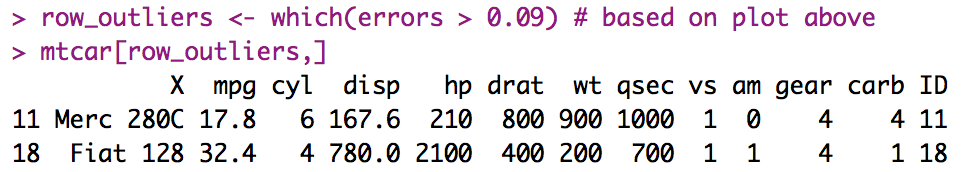 > row_outliers <- which(errors > 0.09) # based on plot above
> mtcar[row_outliers,]
X mpg cyl disp hp drat wt qsec vs am gear carb ID
11 Merc 280C 17.8 6 167.6 210 800 900 1000 1 0 4 4 11
18 Fiat 128 32.4 4 780.0 2100 400 200 700 1 1 4 1 18